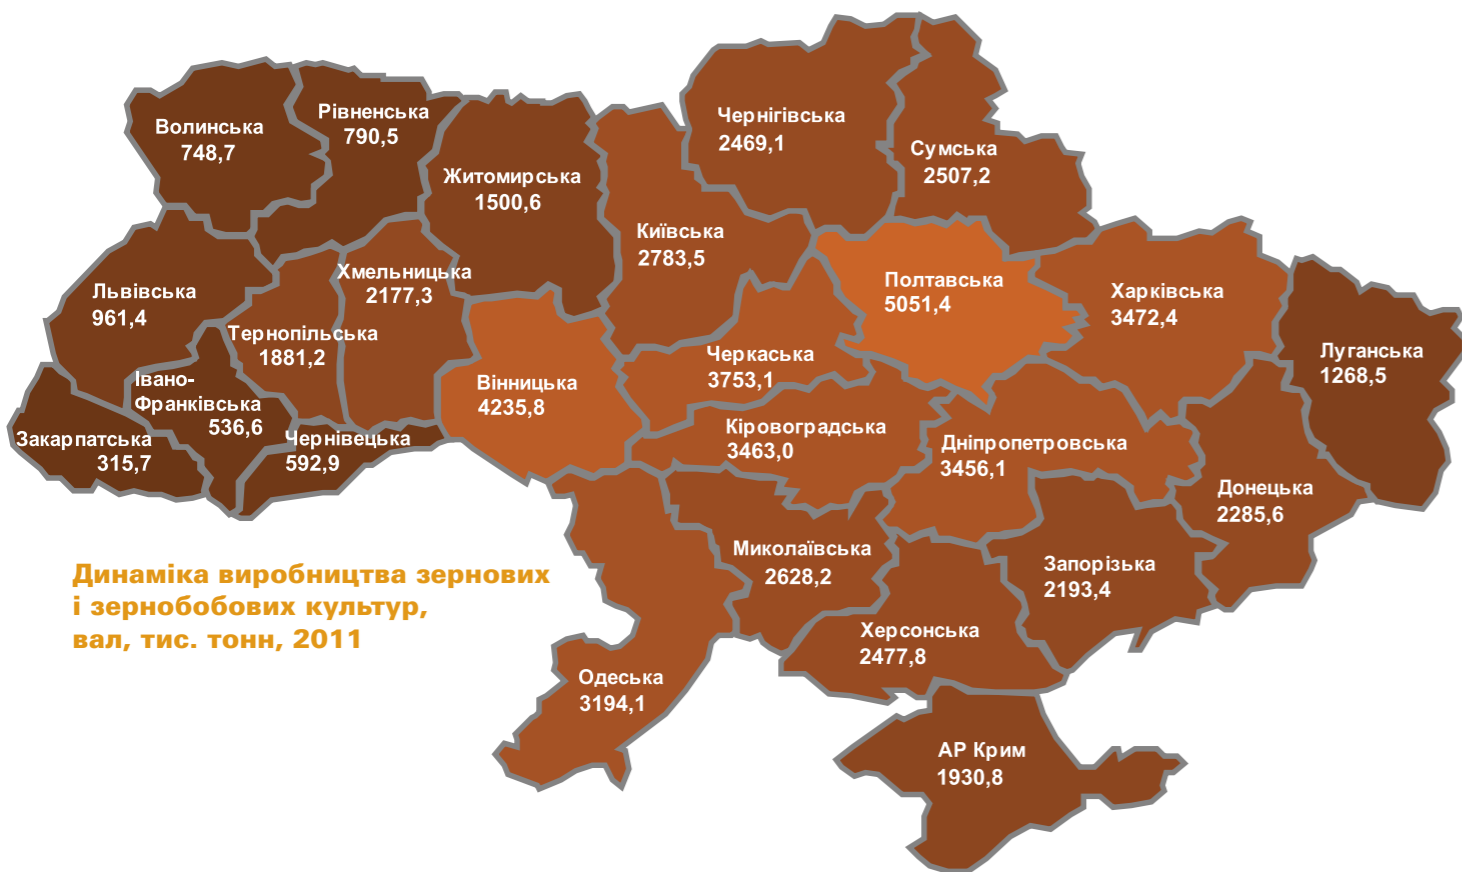 Волинська
748,7
Рівненська
790,5
Житомирська
1500,6
Чернігівська
2469,1
Сумська
2507,2
Київська
2783,5
Львівська
961,4
Тернопільська
1881,2
Хмельницька
2177,3
Івано-
Франківська
536,6
Закарпатська
315,7
Чернівецька
592,9
Вінницька
4235,8
Черкаська
3753,1
Полтавська
5051,4
Харківська
3472,4
Луганська
1268,5
Кіровоградська
3463,0
Дніпропетровська
3456,1
Донецька
2285,6
Миколаївська
2628,2
Запорізька
2193,4
Херсонська
2477,8
Одеська
3194,1
АР Крим
1930,8
Динаміка виробництва зернових
і зернобобових культур,
вал, тис. тонн, 2011